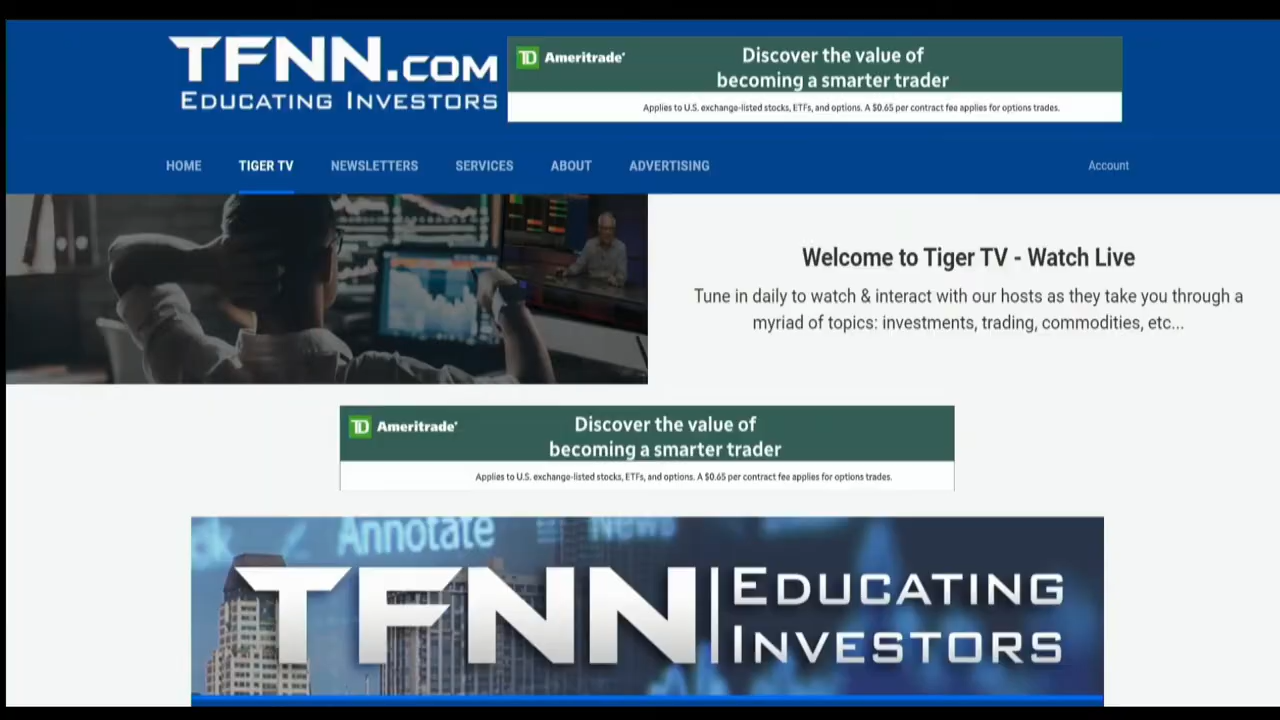 TFNN.COM
EDUCATING INVESTORS
TD Ameritrade®
Discover the value of
becoming a smarter trader
Applies to U.S. exchange-listed stocks, ETFs, and options. A $0.65 per contract fee applies for options trades.
HOME TIGER TV NEWSLETTERS SERVICES ABOUT ADVERTISING Account
Welcome to Tiger TV - Watch Live
Tune in daily to watch & interact with our hosts as they take you through a
myriad of topics: investments, trading, commodities, etc...
TD Ameritrade®
Discover the value of
becoming a smarter trader
Applies to U.S. exchange-listed stocks, ETFs, and options. A $0.65 per contract fee applies for options trades.
Annotate News
TFNN EDUCATING
INVESTORS